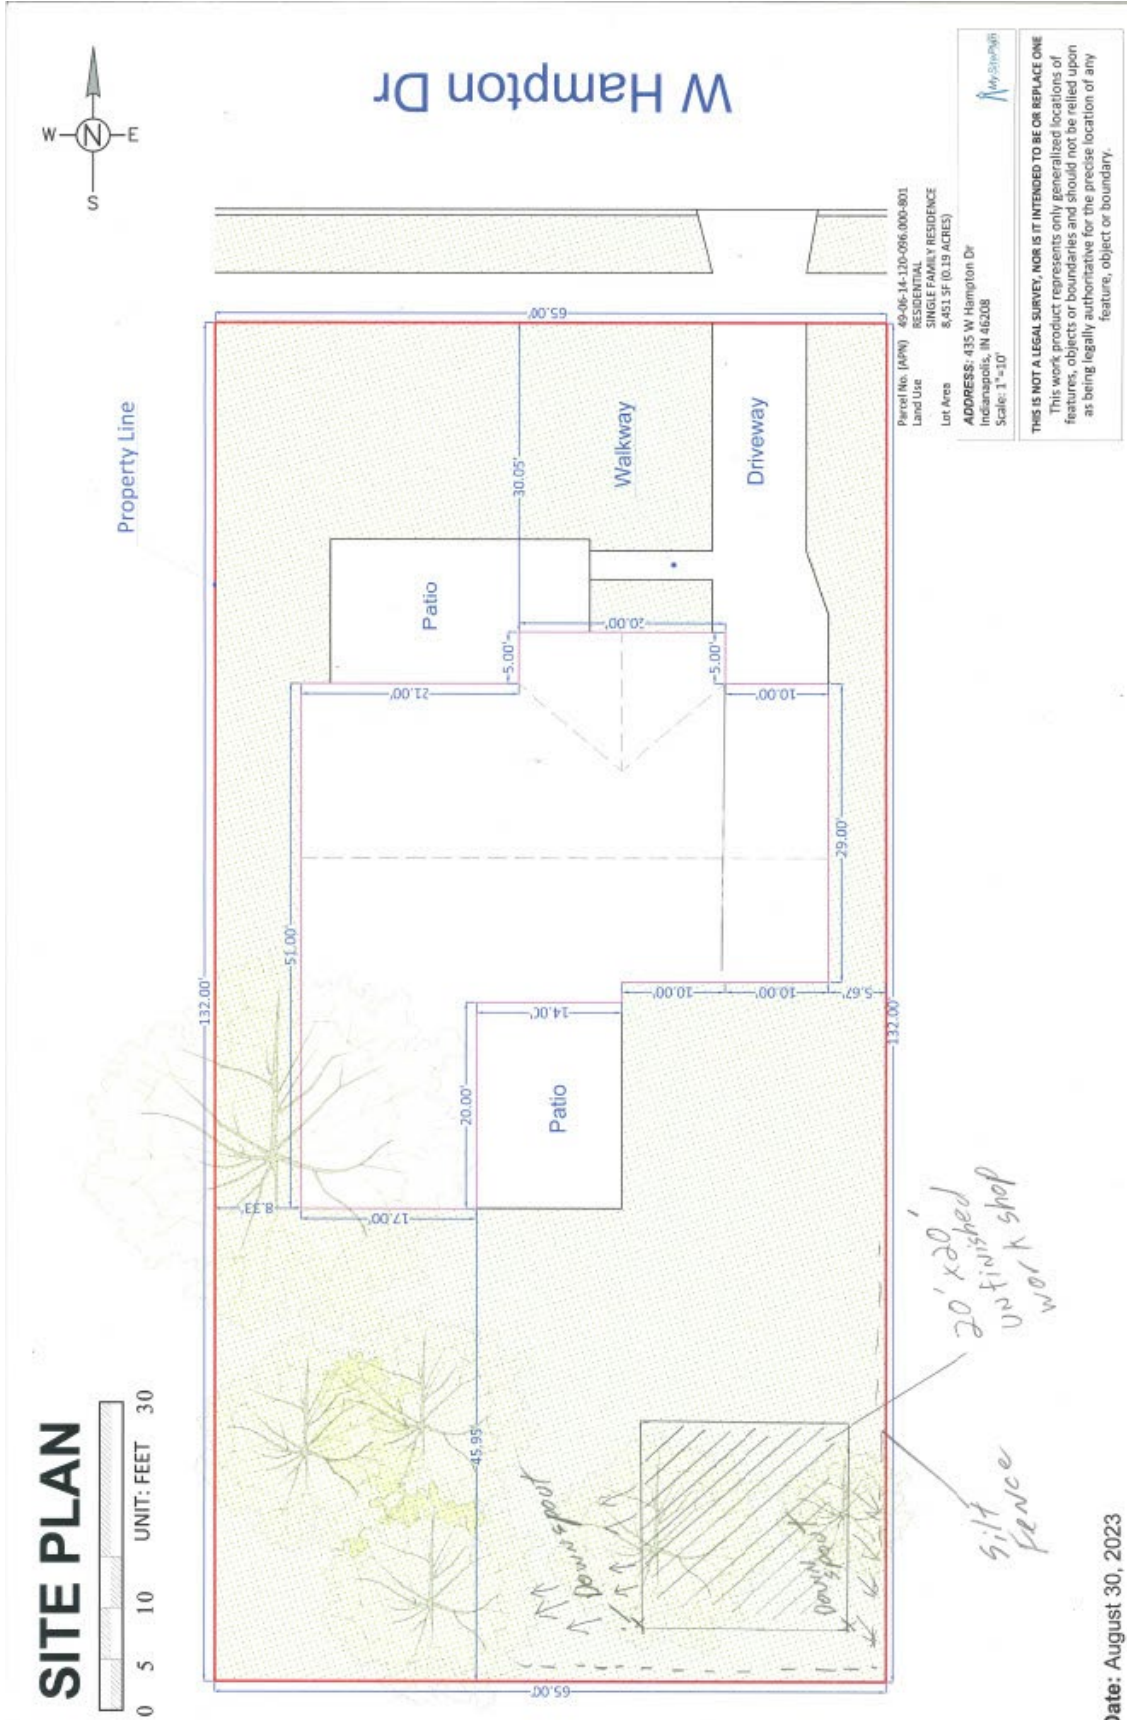 SITE PLAN
0 5 10 UNIT: FEET 30
N
W
E
S
W Hampton Dr
Property Line
132.00'
65.00'
30.05'
Walkway
Driveway
Patio
5.00'
20.00'
5.00'
21.00'
10.00'
51.00'
29.00'
14.00'
10.00'
10.00'
5.67'
132.00'
20.00'
Patio
8.33'
17.00'
45.95'
65.00'
Downspout
Down
spout
20' x 20'
unfinished
work shop
Silt
Fence
Parcel No. (APN) 49-06-14-120-096.000-801
Land Use RESIDENTIAL
SINGLE FAMILY RESIDENCE
Lot Area 8,451 SF (0.19 ACRES)
ADDRESS: 435 W Hampton Dr
Indianapolis, IN 46208
Scale: 1"=10'
MySitePlan
THIS IS NOT A LEGAL SURVEY, NOR IS IT INTENDED TO BE OR REPLACE ONE
This work product represents only generalized locations of
features, objects or boundaries and should not be relied upon
as being legally authoritative for the precise location of any
feature, object or boundary.
Date: August 30, 2023